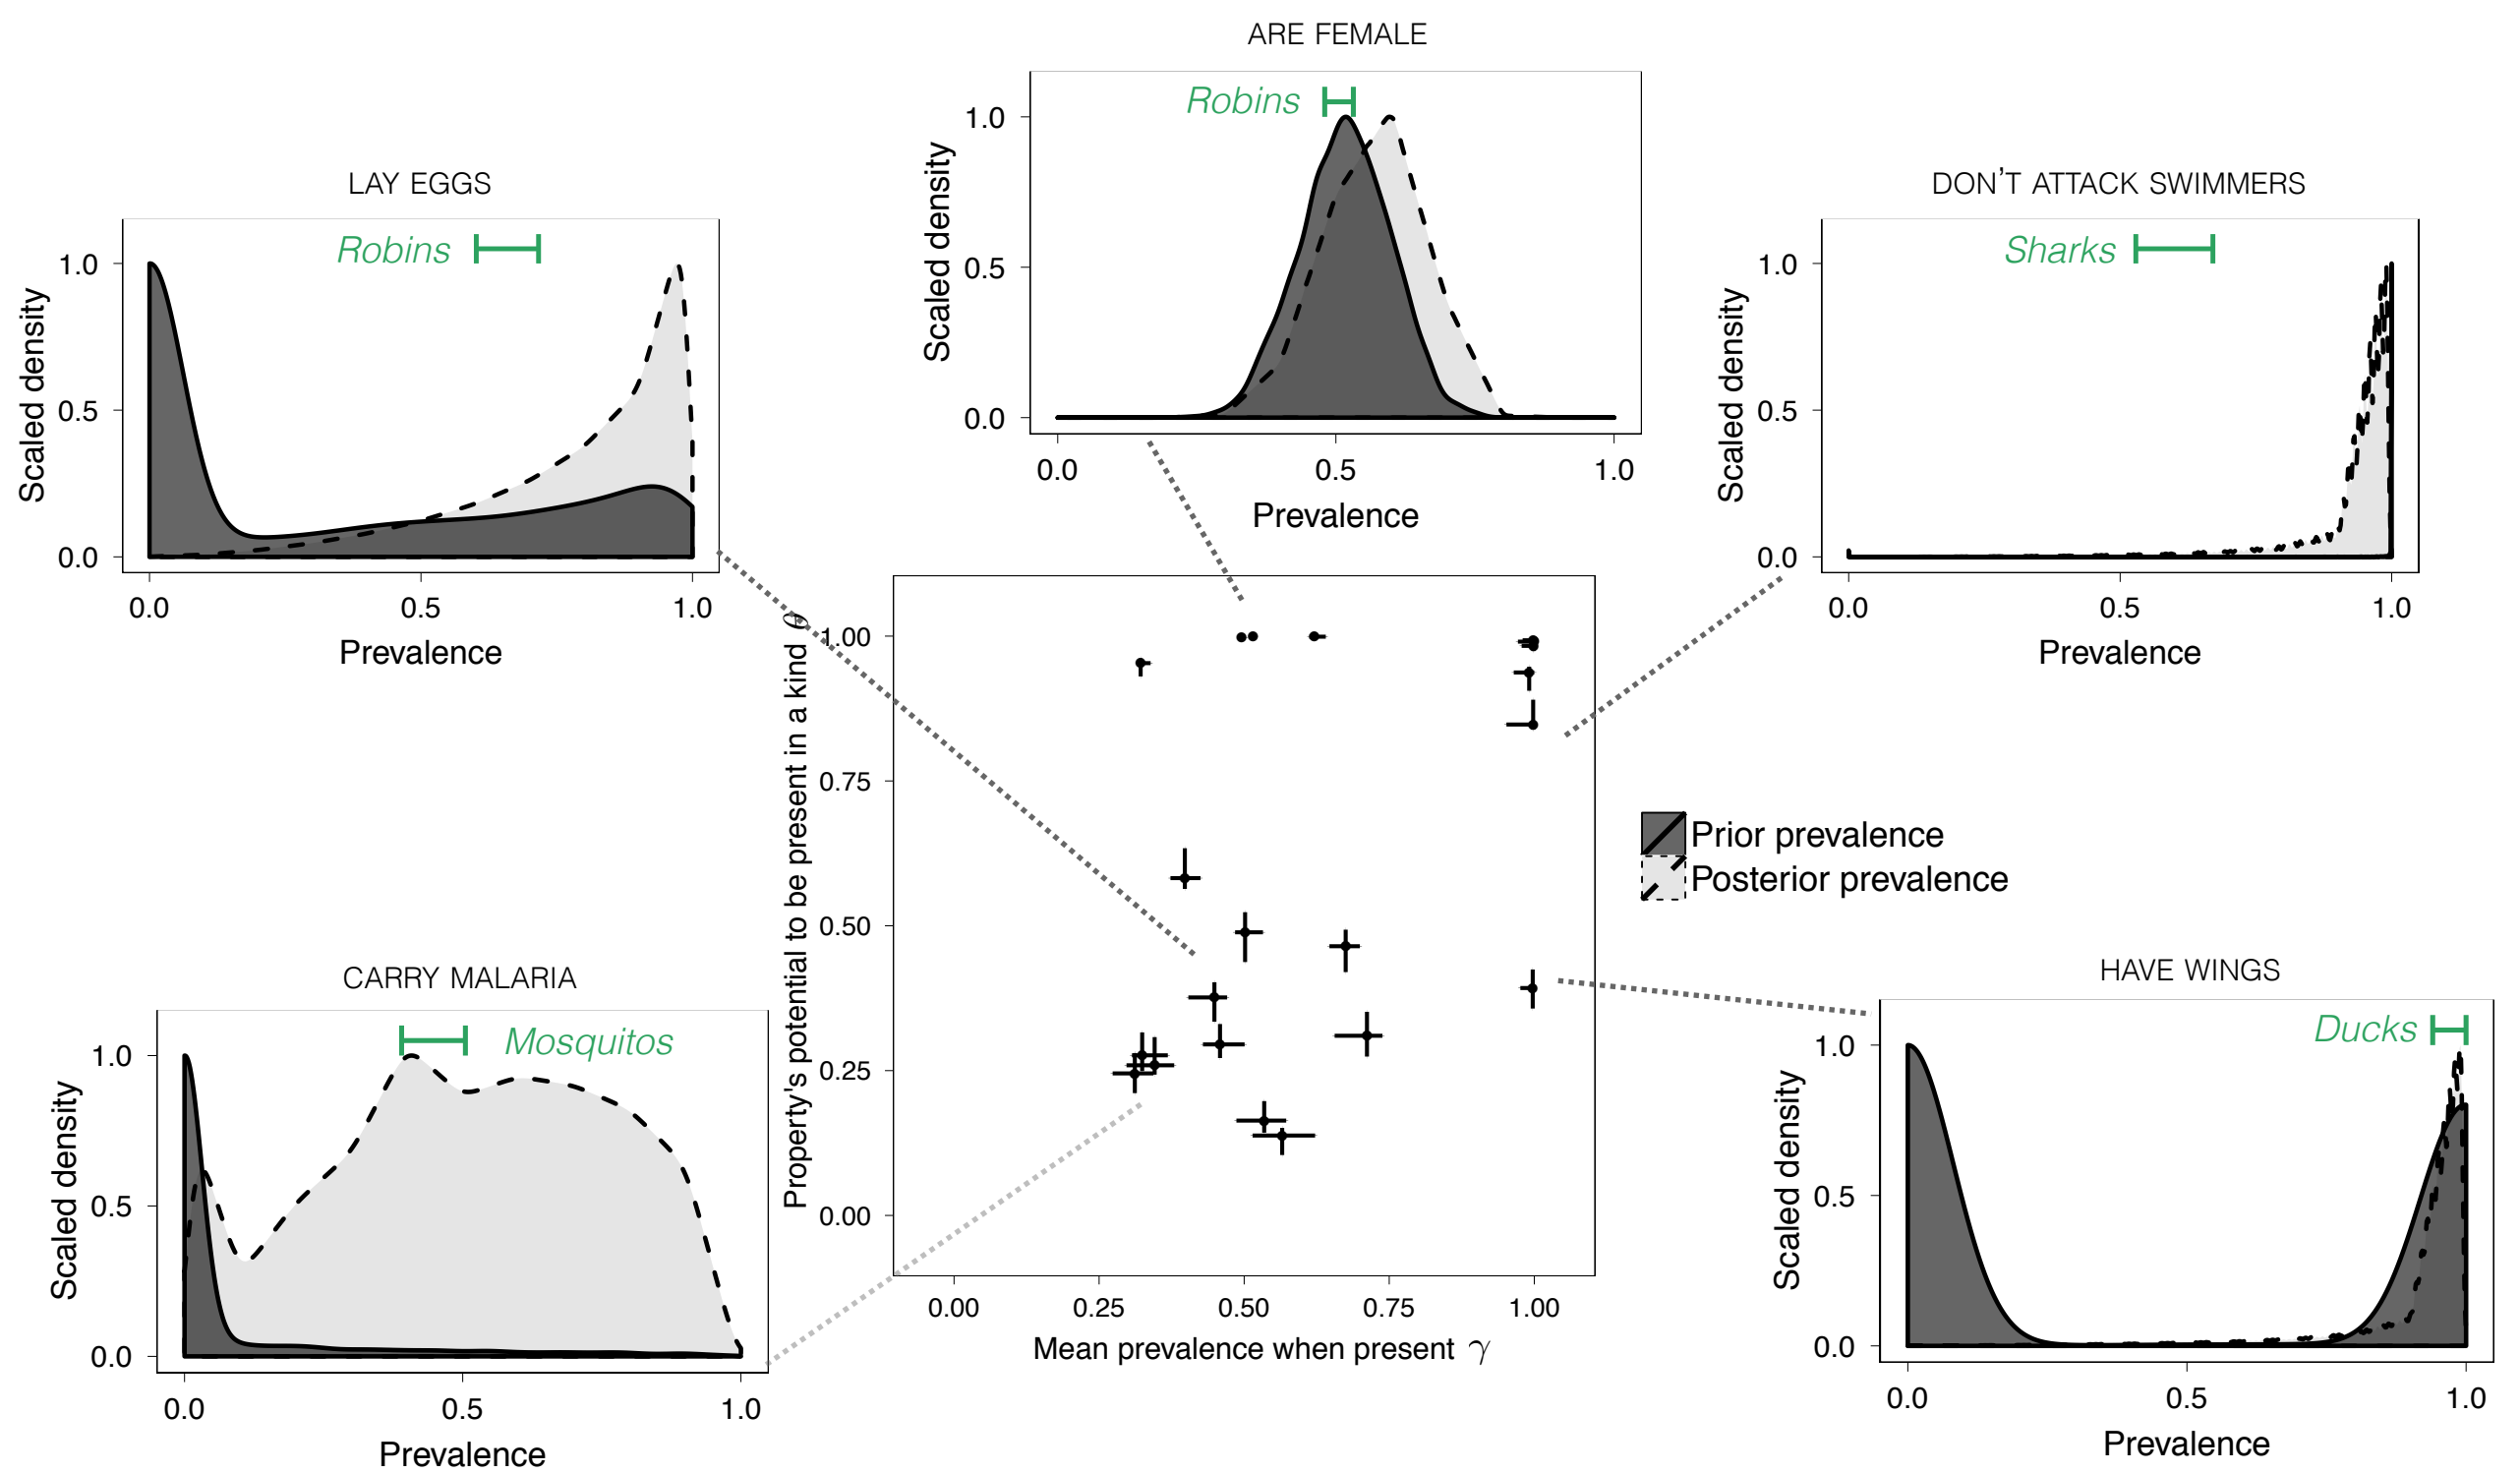 ARE FEMALE
Robins
1.0
0.5
0.0
Scaled density
0.0 0.5 1.0
Prevalence
LAY EGGS
Robins
1.0
0.5
0.0
Scaled density
0.0 0.5 1.0
Prevalence
DON'T ATTACK SWIMMERS
Sharks
1.0
0.5
0.0
Scaled density
0.0 0.5 1.0
Prevalence
Property's potential to be present in a kind θ
1.00
0.75
0.50
0.25
0.00
0.00 0.25 0.50 0.75 1.00
Mean prevalence when present γ
Prior prevalence
Posterior prevalence
CARRY MALARIA
Mosquitos
1.0
0.5
0.0
Scaled density
0.0 0.5 1.0
Prevalence
HAVE WINGS
Ducks
1.0
0.5
0.0
Scaled density
0.0 0.5 1.0
Prevalence